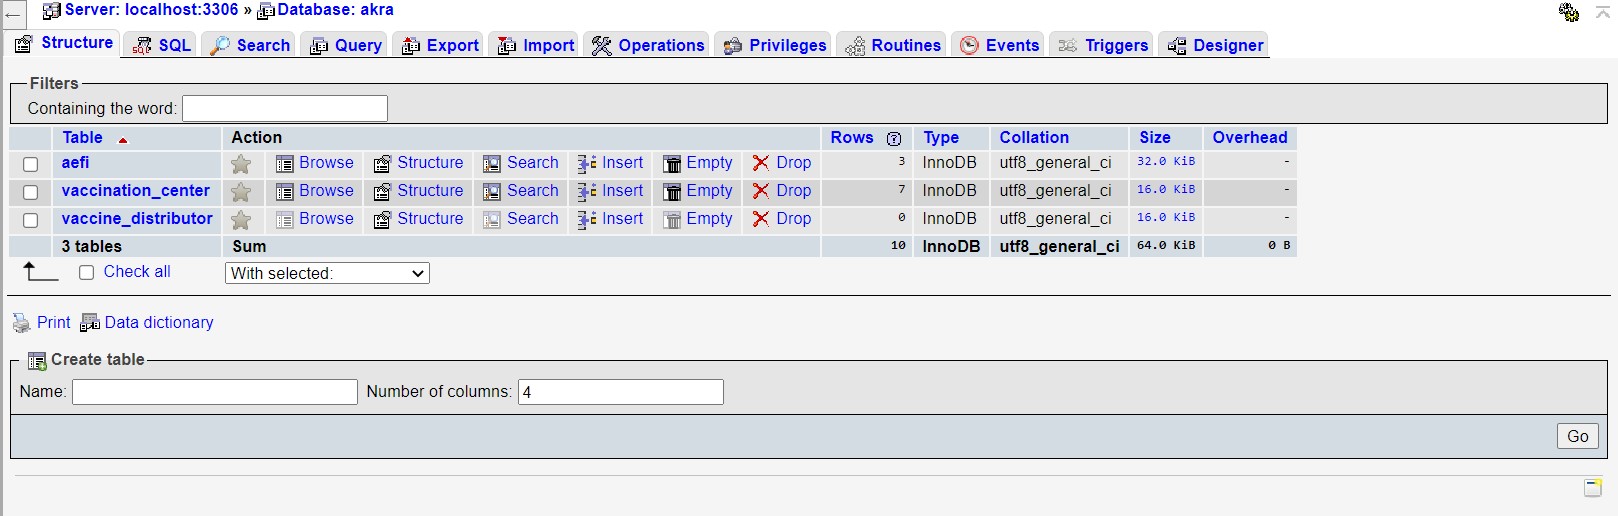 Server: localhost:3306 » Database: akra
Structure SQL Search Query Export Import Operations Privileges Routines Events Triggers Designer
Filters
Containing the word:
Table Action Rows Type Collation Size Overhead
aefi Browse Structure Search Insert Empty Drop 3 InnoDB utf8_general_ci 32.0 KiB -
vaccination_center Browse Structure Search Insert Empty Drop 7 InnoDB utf8_general_ci 16.0 KiB -
vaccine_distributor Browse Structure Search Insert Empty Drop 0 InnoDB utf8_general_ci 16.0 KiB -
3 tables Sum 10 InnoDB utf8_general_ci 64.0 KiB 0 B
Check all With selected:
Print Data dictionary
Create table
Name: Number of columns: 4
Go